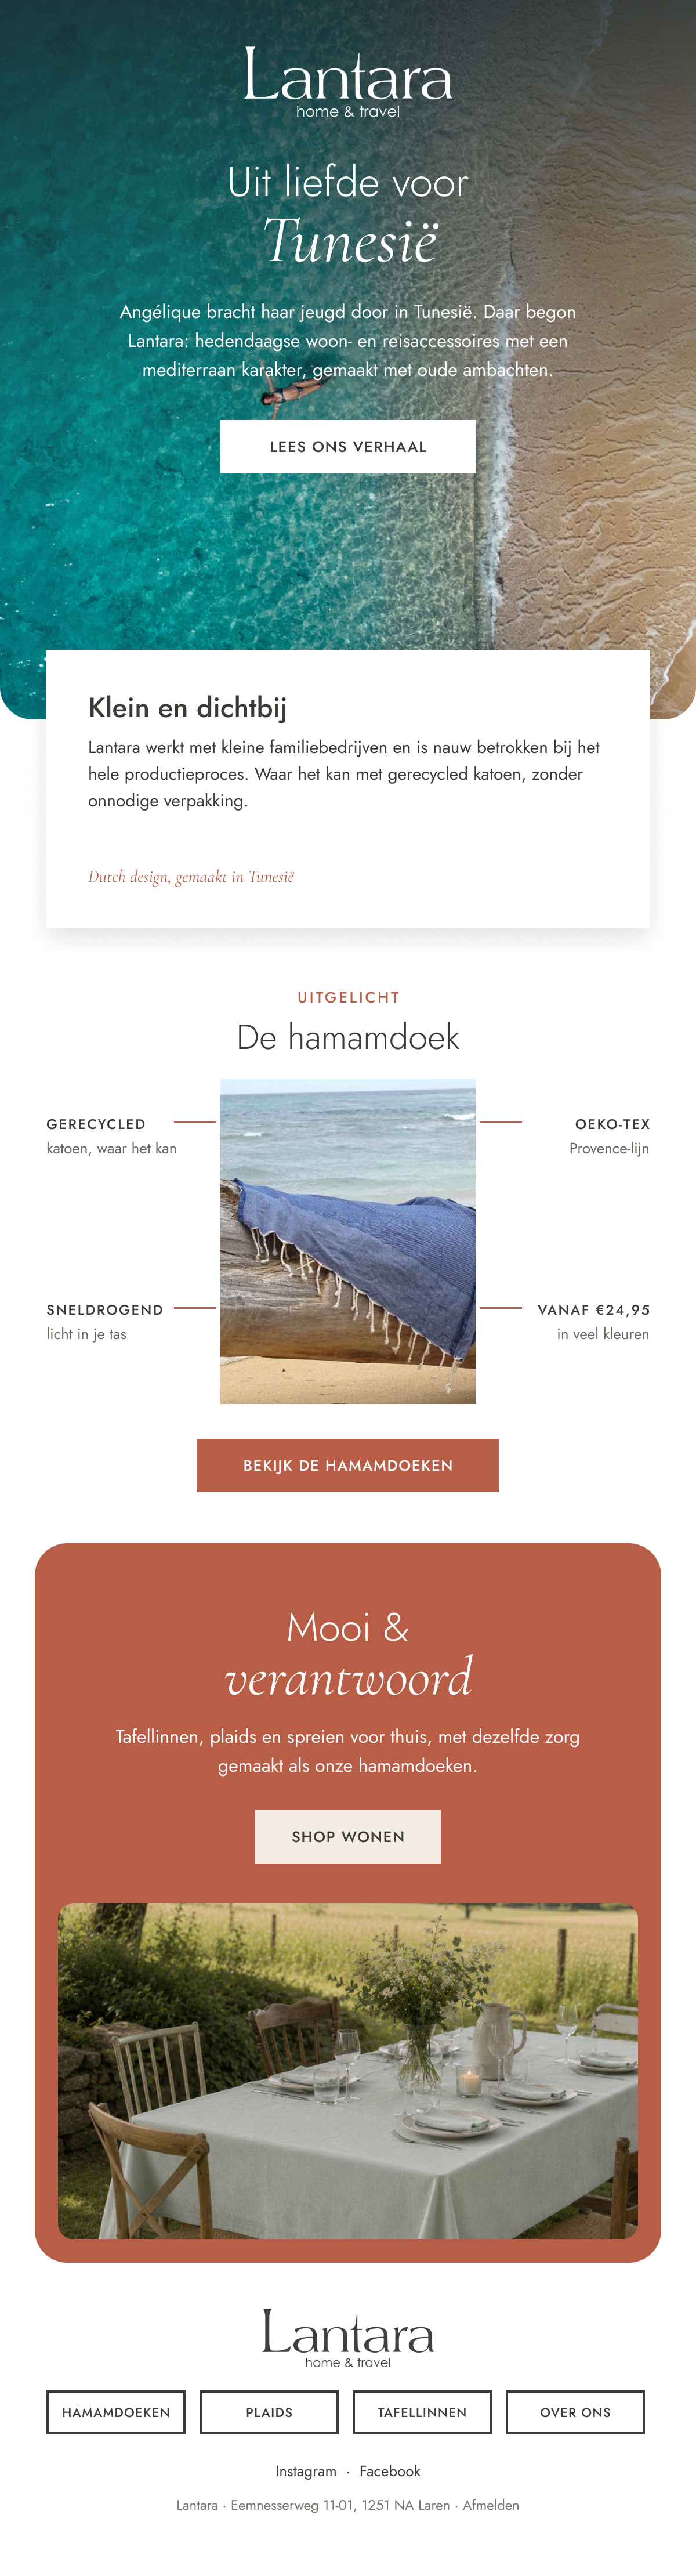 Lantara
home & travel
Uit liefde voor
Tunesië
Angélique bracht haar jeugd door in Tunesië. Daar begon
Lantara: hedendaagse woon- en reisaccessoires met een
mediterraan karakter, gemaakt met oude ambachten.
LEES ONS VERHAAL
Klein en dichtbij
Lantara werkt met kleine familiebedrijven en is nauw betrokken bij het
hele productieproces. Waar het kan met gerecycled katoen, zonder
onnodige verpakking.
Dutch design, gemaakt in Tunesië
UITGELICHT
De hamamdoek
GERECYCLED
katoen, waar het kan
OEKO-TEX
Provence-lijn
SNELDROGEND
licht in je tas
VANAF €24,95
in veel kleuren
BEKIJK DE HAMAMDOEKEN
Mooi &
verantwoord
Tafellinnen, plaids en spreien voor thuis, met dezelfde zorg
gemaakt als onze hamamdoeken.
SHOP WONEN
Lantara
home & travel
HAMAMDOEKEN
PLAIDS
TAFELLINNEN
OVER ONS
Instagram · Facebook
Lantara · Eemnesserweg 11-01, 1251 NA Laren · Afmelden